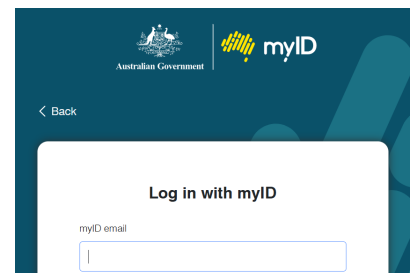 Australian Government
myID
Back
Log in with myID
myID email